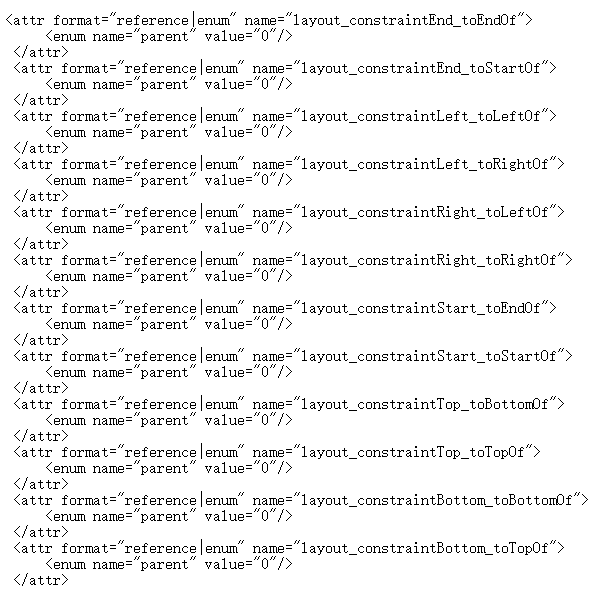 <attr format="reference|enum" name="layout_constraintEnd_toEndOf">
<enum name="parent" value="0"/>
</attr>
<attr format="reference|enum" name="layout_constraintEnd_toStartOf">
<enum name="parent" value="0"/>
</attr>
<attr format="reference|enum" name="layout_constraintLeft_toLeftOf">
<enum name="parent" value="0"/>
</attr>
<attr format="reference|enum" name="layout_constraintLeft_toRightOf">
<enum name="parent" value="0"/>
</attr>
<attr format="reference|enum" name="layout_constraintRight_toLeftOf">
<enum name="parent" value="0"/>
</attr>
<attr format="reference|enum" name="layout_constraintRight_toRightOf">
<enum name="parent" value="0"/>
</attr>
<attr format="reference|enum" name="layout_constraintStart_toEndOf">
<enum name="parent" value="0"/>
</attr>
<attr format="reference|enum" name="layout_constraintStart_toStartOf">
<enum name="parent" value="0"/>
</attr>
<attr format="reference|enum" name="layout_constraintTop_toBottomOf">
<enum name="parent" value="0"/>
</attr>
<attr format="reference|enum" name="layout_constraintTop_toTopOf">
<enum name="parent" value="0"/>
</attr>
<attr format="reference|enum" name="layout_constraintBottom_toBottomOf">
<enum name="parent" value="0"/>
</attr>
<attr format="reference|enum" name="layout_constraintBottom_toTopOf">
<enum name="parent" value="0"/>
</attr>